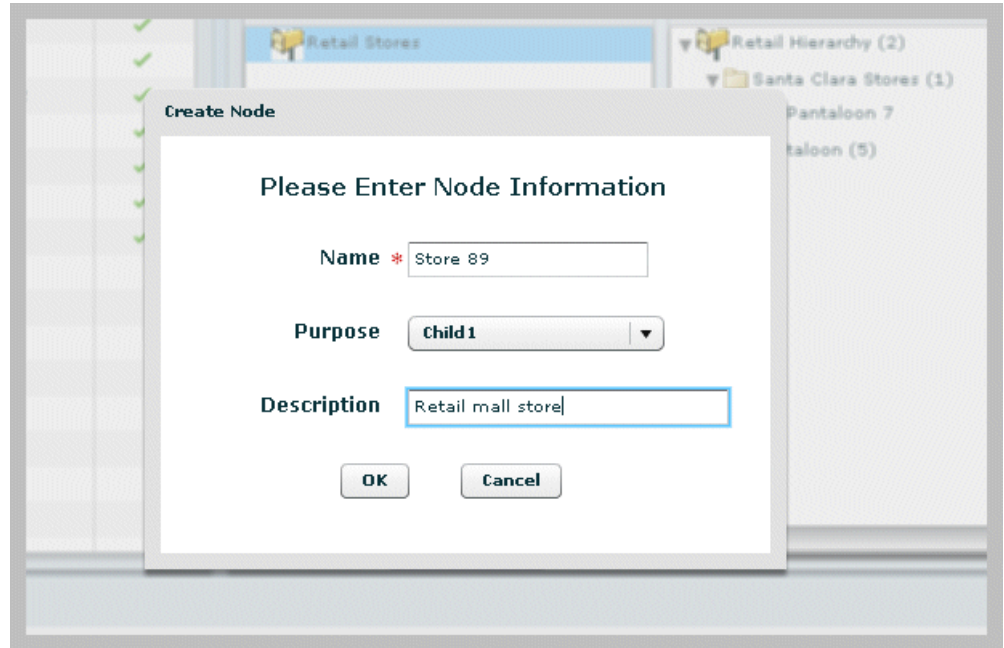 Retail Stores
Retail Hierarchy (2)
Santa Clara Stores (1)
Pantaloon 7
taloon (5)
Create Node
Please Enter Node Information
Name * Store 89
Purpose Child1
Description Retail mall store
OK Cancel